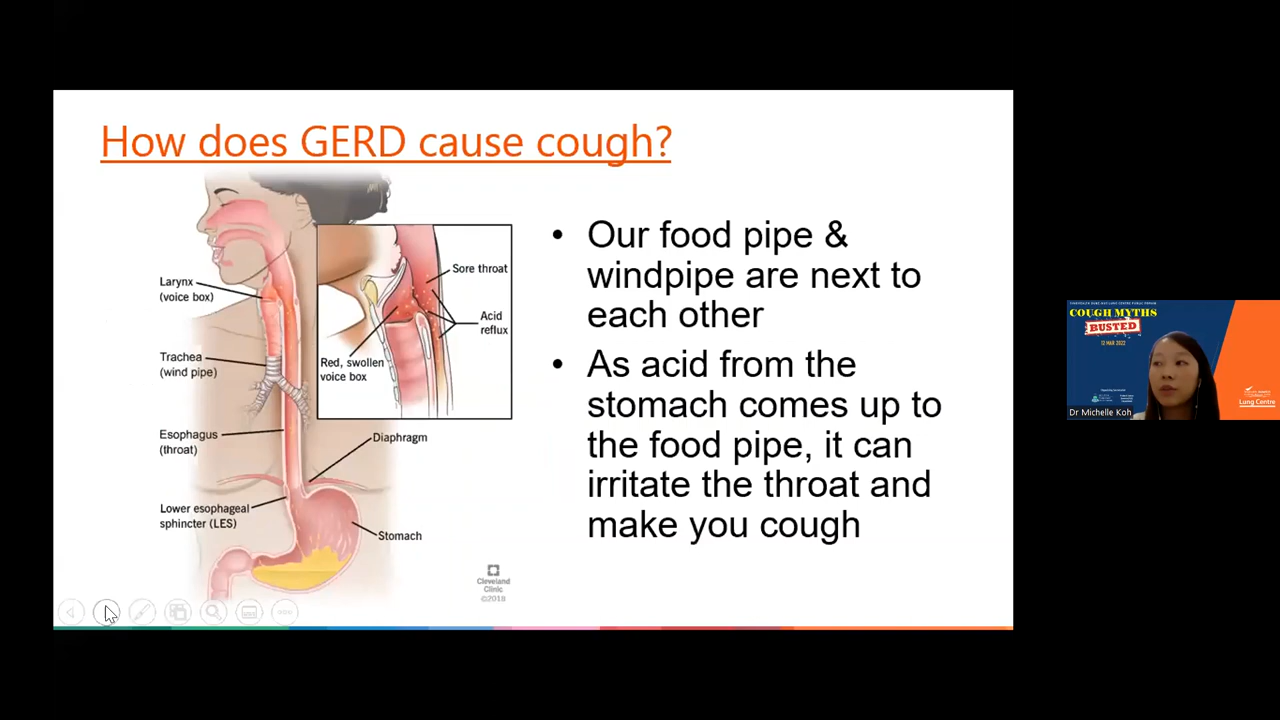 How does GERD cause cough?
• Our food pipe &
windpipe are next to
each other
• As acid from the
stomach comes up to
the food pipe, it can
irritate the throat and
make you cough
Larynx
(voice box)
Trachea
(wind pipe)
Esophagus
(throat)
Lower esophageal
sphincter (LES)
Sore throat
Acid
reflux
Red, swollen
voice box
Diaphragm
Stomach
Cleveland
Clinic
©2018
COUGH MYTHS
BUSTED
12 MAR 2022
Lung Centre
Dr Michelle Koh